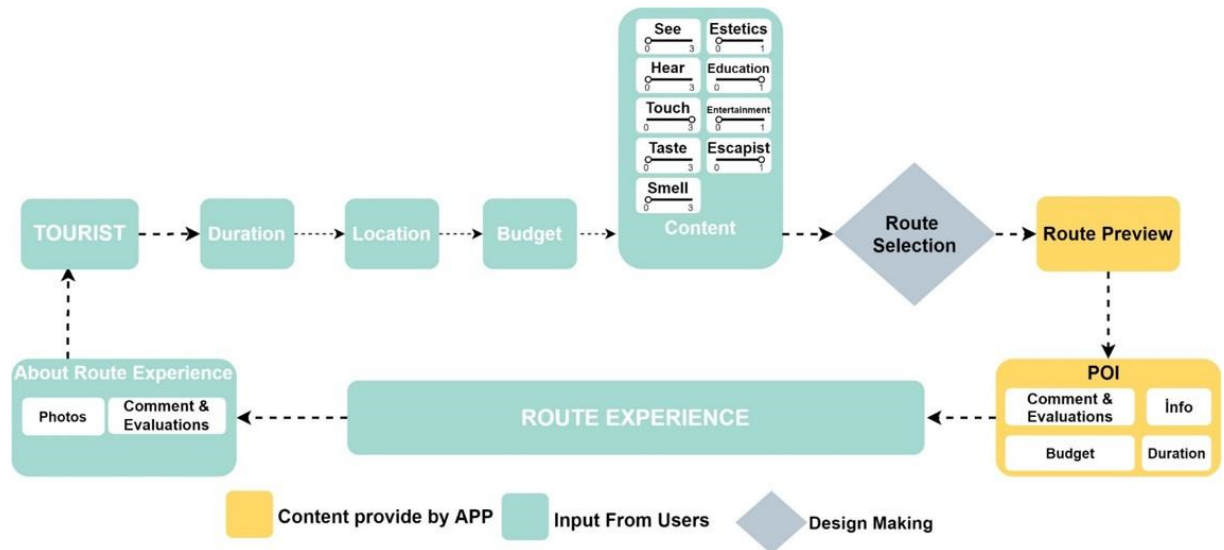 See
0 3
Estetics
0 1
Hear
0 3
Education
0 1
Touch
0 3
Entertainment
0 1
Taste
0 3
Escapist
0 1
Smell
0 3
Content
TOURIST
Duration
Location
Budget
Route
Selection
Route Preview
About Route Experience
Photos
Comment &
Evaluations
ROUTE EXPERIENCE
POI
Comment &
Evaluations
İnfo
Budget
Duration
Content provide by APP
Input From Users
Design Making